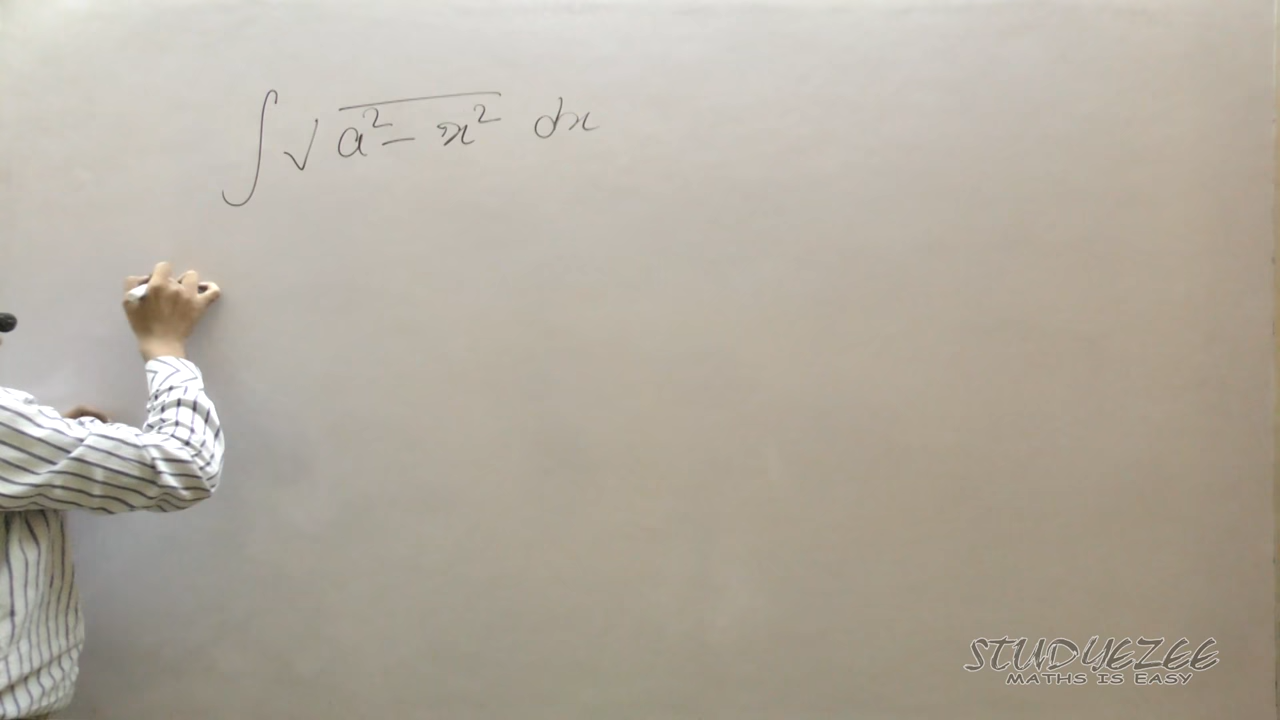 ∫ √a² - x² dx
STUDYEZEE
MATHS IS EASY